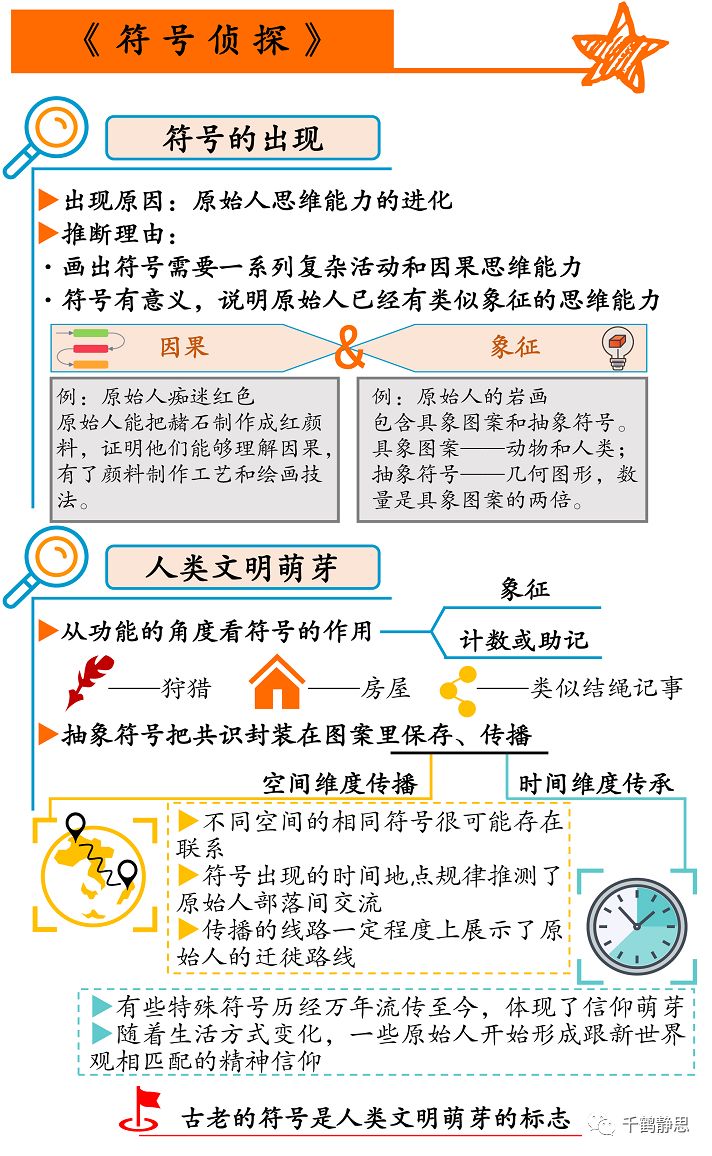 《符号侦探》
符号的出现
▶出现原因：原始人思维能力的进化
▶推断理由：
·画出符号需要一系列复杂活动和因果思维能力
·符号有意义，说明原始人已经有类似象征的思维能力
因果 & 象征
例：原始人痴迷红色
原始人能把赭石制作成红颜
料，证明他们能够理解因果，
有了颜料制作工艺和绘画技
法。
例：原始人的岩画
包含具象图案和抽象符号。
具象图案——动物和人类；
抽象符号——几何图形，数
量是具象图案的两倍。
人类文明萌芽
▶从功能的角度看符号的作用
象征
计数或助记
——狩猎 ——房屋 ——类似结绳记事
▶抽象符号把共识封装在图案里保存、传播
空间维度传播 时间维度传承
▶不同空间的相同符号很可能存在
联系
▶符号出现的时间地点规律推测了
原始人部落间交流
▶传播的线路一定程度上展示了原
始人的迁徙路线
▶有些特殊符号历经万年流传至今，体现了信仰萌芽
▶随着生活方式变化，一些原始人开始形成跟新世界
观相匹配的精神信仰
古老的符号是人类文明萌芽的标志
千鹤静思